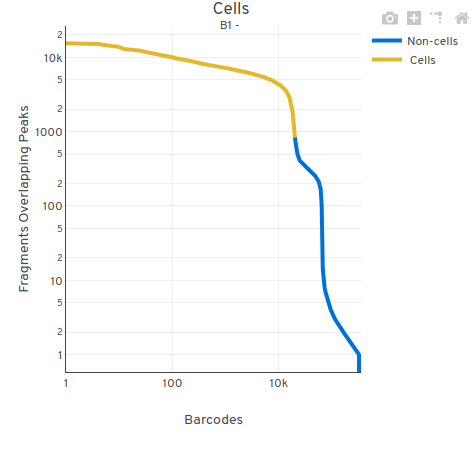 Cells
B1 -
Non-cells
Cells
Fragments Overlapping Peaks
2
10k
5
2
1000
5
2
100
5
2
10
5
2
1
1
100
10k
Barcodes